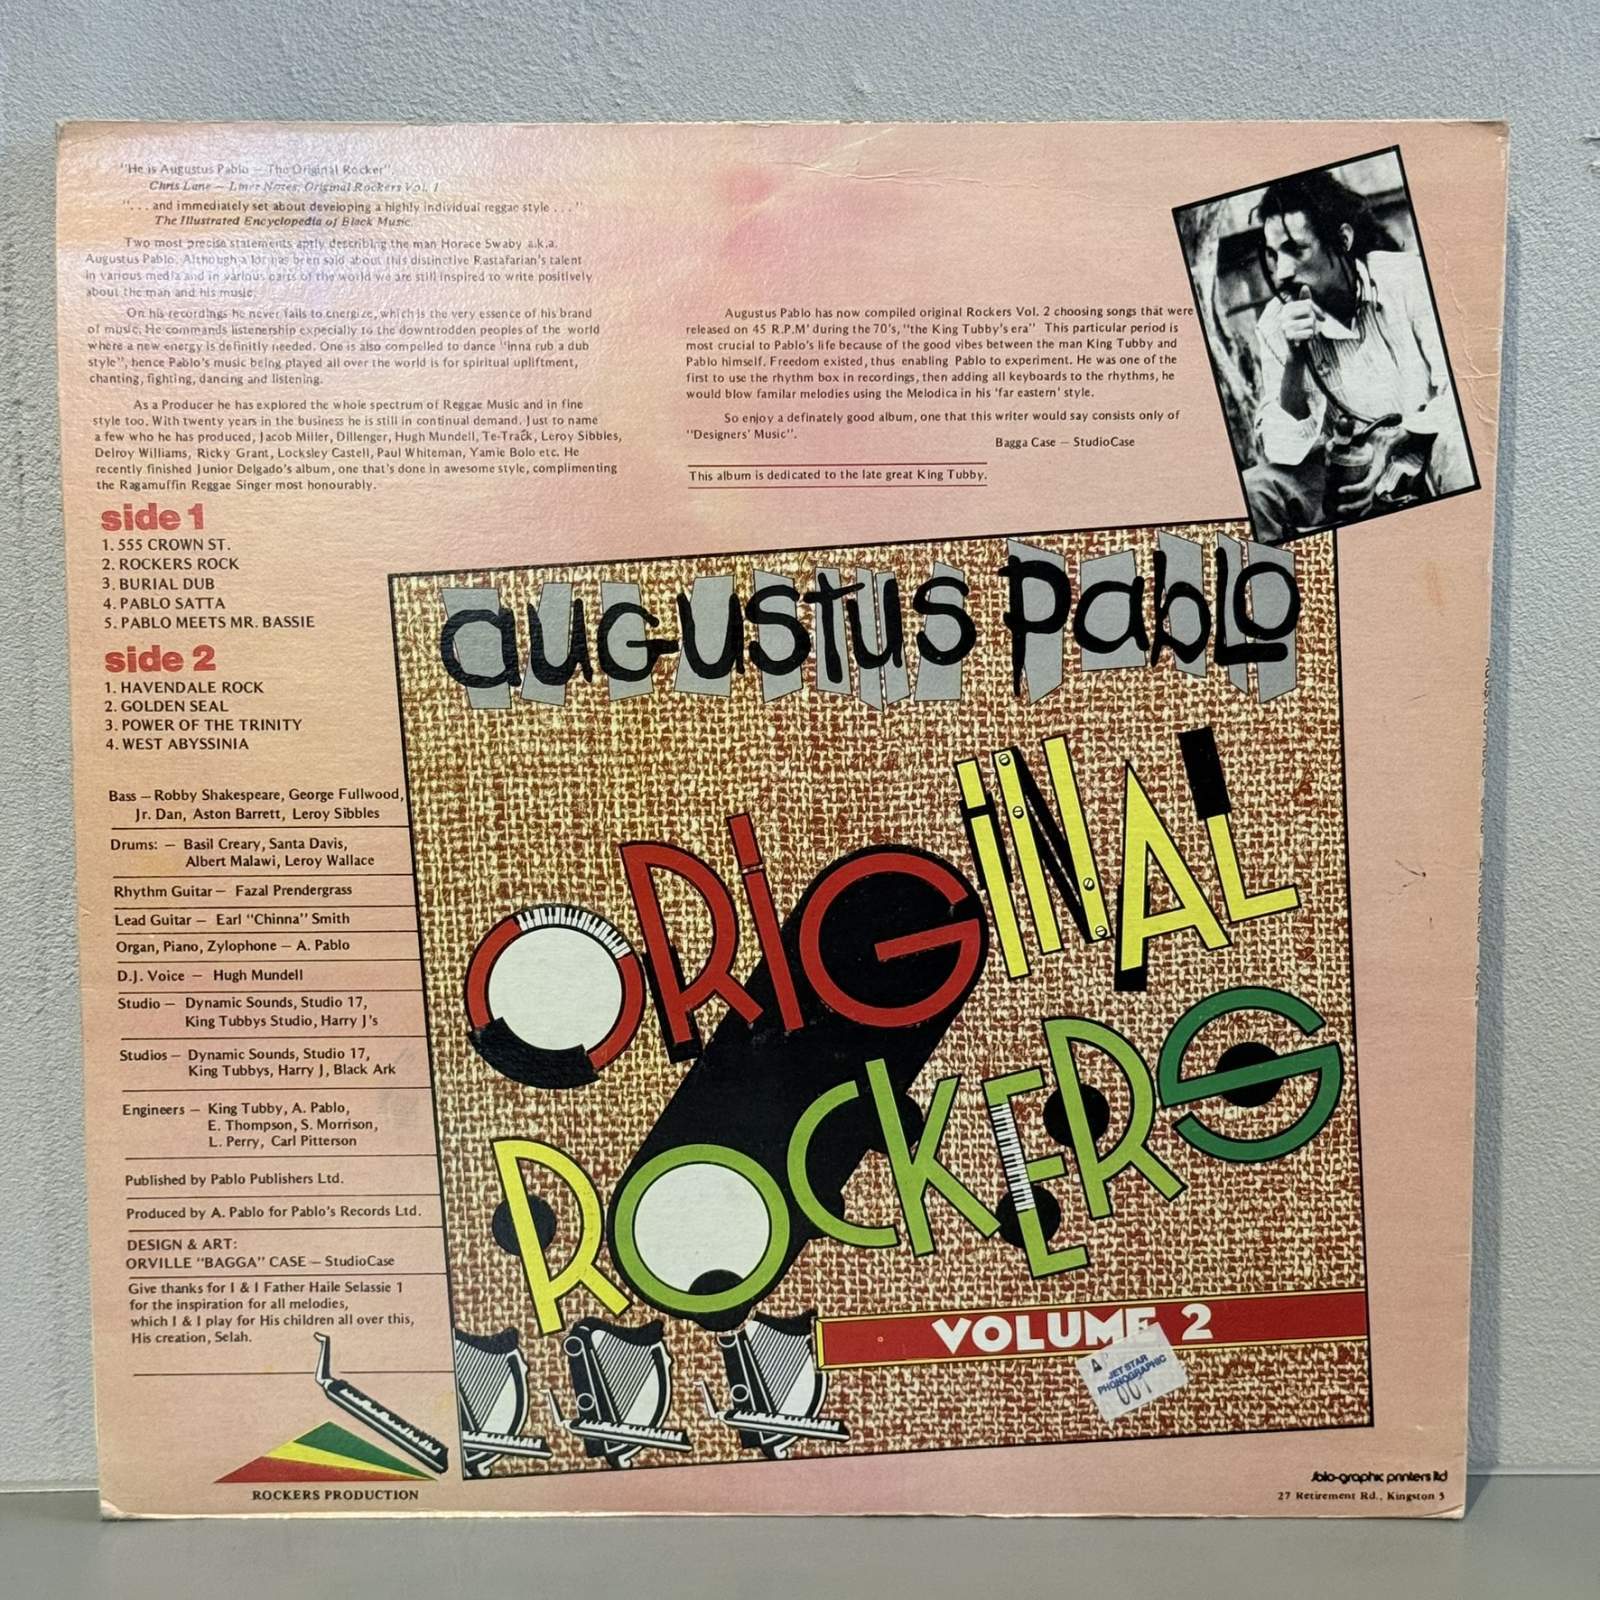 "He is Augustus Pablo — The Original Rocker".
Chris Lane — Liner Notes, Original Rockers Vol. 1
". . . and immediately set about developing a highly individual reggae style . . ."
The Illustrated Encyclopedia of Black Music.
Two most precise statements aptly describing the man Horace Swaby a.k.a.
Augustus Pablo. Although a lot has been said about this distinctive Rastafarian's talent
in various media and in various parts of the world we are still inspired to write positively
about the man and his music.
On his recordings he never fails to energize, which is the very essence of his brand
of music. He commands listenership expecially to the downtrodden peoples of the world
where a new energy is definitly needed. One is also compelled to dance "inna rub a dub
style", hence Pablo's music being played all over the world is for spiritual upliftment,
chanting, fighting, dancing and listening.
As a Producer he has explored the whole spectrum of Reggae Music and in fine
style too. With twenty years in the business he is still in continual demand. Just to name
a few who he has produced, Jacob Miller, Dillenger, Hugh Mundell, Te-Track, Leroy Sibbles,
Delroy Williams, Ricky Grant, Locksley Castell, Paul Whiteman, Yamie Bolo etc. He
recently finished Junior Delgado's album, one that's done in awesome style, complimenting
the Ragamuffin Reggae Singer most honourably.
Augustus Pablo has now compiled original Rockers Vol. 2 choosing songs that were
released on 45 R.P.M' during the 70's, "the King Tubby's era" This particular period is
most crucial to Pablo's life because of the good vibes between the man King Tubby and
Pablo himself. Freedom existed, thus enabling Pablo to experiment. He was one of the
first to use the rhythm box in recordings, then adding all keyboards to the rhythms, he
would blow familar melodies using the Melodica in his 'far eastern' style.
So enjoy a definately good album, one that this writer would say consists only of
"Designers' Music".
Bagga Case — StudioCase
This album is dedicated to the late great King Tubby.
side 1
1. 555 CROWN ST.
2. ROCKERS ROCK
3. BURIAL DUB
4. PABLO SATTA
5. PABLO MEETS MR. BASSIE
side 2
1. HAVENDALE ROCK
2. GOLDEN SEAL
3. POWER OF THE TRINITY
4. WEST ABYSSINIA
Bass — Robby Shakespeare, George Fullwood,
Jr. Dan, Aston Barrett, Leroy Sibbles
Drums: — Basil Creary, Santa Davis,
Albert Malawi, Leroy Wallace
Rhythm Guitar — Fazal Prendergrass
Lead Guitar — Earl "Chinna" Smith
Organ, Piano, Zylophone — A. Pablo
D.J. Voice — Hugh Mundell
Studio — Dynamic Sounds, Studio 17,
King Tubbys Studio, Harry J's
Studios — Dynamic Sounds, Studio 17,
King Tubbys, Harry J, Black Ark
Engineers — King Tubby, A. Pablo,
E. Thompson, S. Morrison,
L. Perry, Carl Pitterson
Published by Pablo Publishers Ltd.
Produced by A. Pablo for Pablo's Records Ltd.
DESIGN & ART:
ORVILLE "BAGGA" CASE — StudioCase
Give thanks for I & I Father Haile Selassie 1
for the inspiration for all melodies,
which I & I play for His children all over this,
His creation, Selah.
ROCKERS PRODUCTION
augustus pablo
ORIGINAL
ROCKERS
VOLUME 2
A
JET STAR
PHONOGRAPHIC
001
Solo-graphic printers ltd
27 Retirement Rd., Kingston 5